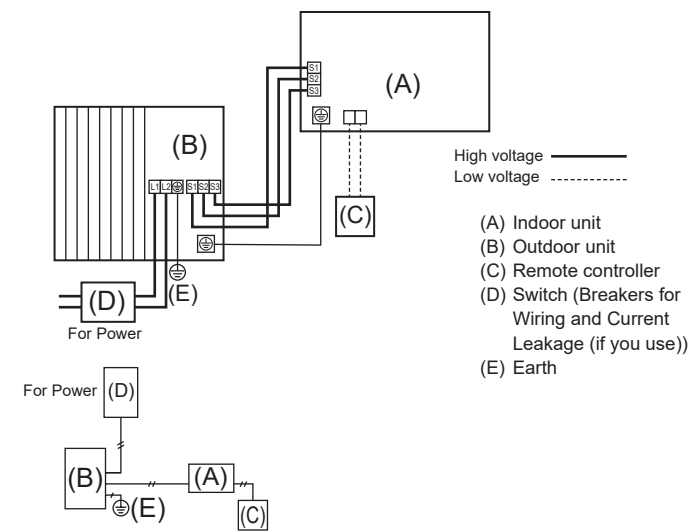 S1
S2
S3
(A)
(B)
L1 L2 S1 S2 S3
High voltage
Low voltage
(C)
(A) Indoor unit
(B) Outdoor unit
(C) Remote controller
(D) Switch (Breakers for
Wiring and Current
Leakage (if you use))
(E) Earth
(D)
(E)
For Power
For Power
(D)
(B)
(A)
(E)
(C)